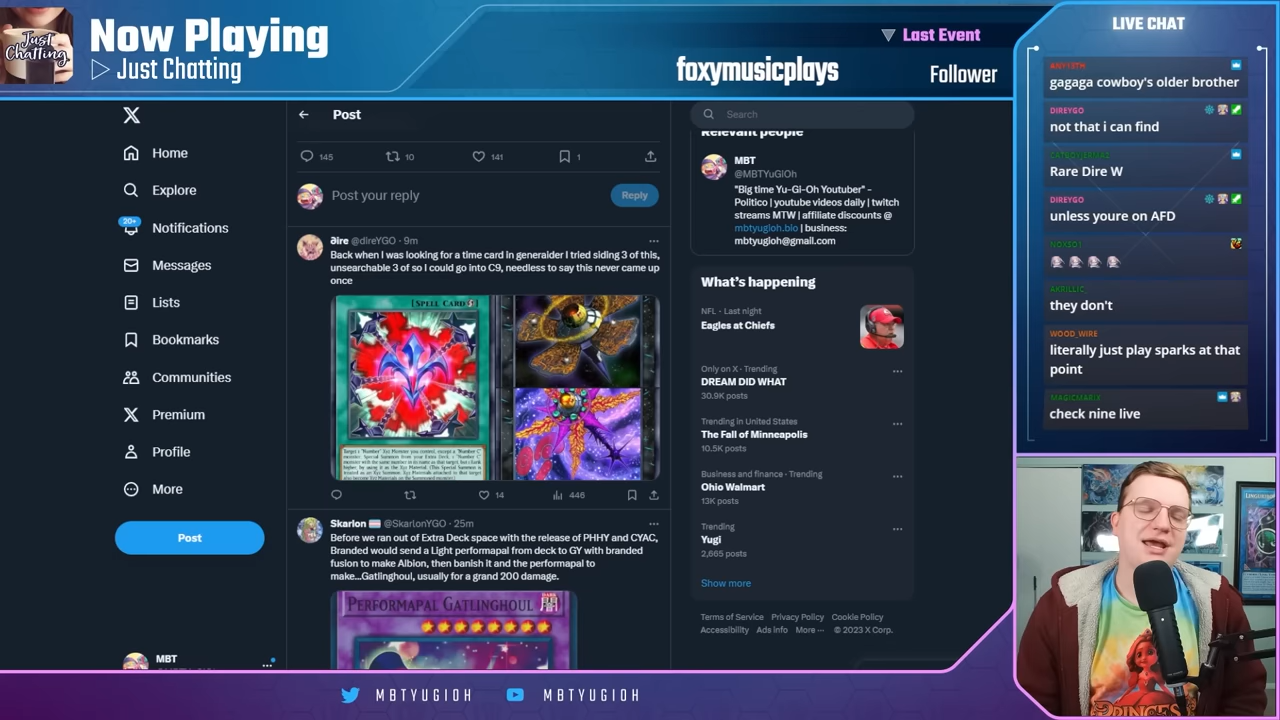 Just
Chatting
Now Playing
Just Chatting
Last Event
foxymusicplays
Follower
LIVE CHAT
gagaga cowboy's older brother
DIREYGO
not that i can find
Rare Dire W
DIREYGO
unless youre on AFD
they don't
WOOD_WIRE
literally just play sparks at that
point
MAGICMARIX
check nine live
Home
Explore
20+
Notifications
Messages
Lists
Bookmarks
Communities
Premium
Profile
More
Post
MBT
Post
145
10
141
1
Post your reply
Reply
@direYGO · 9m
Back when I was looking for a time card in generaider I tried siding 3 of this,
unsearchable 3 of so I could go into C9, needless to say this never came up
once
[SPELL CARD]
14
446
Skarlon @SkarlonYGO · 25m
Before we ran out of Extra Deck space with the release of PHHY and CYAC,
Branded would send a Light performapal from deck to GY with branded
fusion to make Albion, then banish it and the performapal to
make...Gatlinghoul, usually for a grand 200 damage.
PERFORMAPAL GATLINGHOUL
DARK
Search
Relevant people
MBT
@MBTYuGiOh
"Big time Yu-Gi-Oh Youtuber" -
Politico | youtube videos daily | twitch
streams MTW | affiliate discounts @
mbtyugioh.bio | business:
mbtyugioh@gmail.com
What's happening
NFL · Last night
Eagles at Chiefs
Only on X · Trending
DREAM DID WHAT
30.9K posts
Trending in United States
The Fall of Minneapolis
10.5K posts
Business and finance · Trending
Ohio Walmart
13K posts
Trending
Yugi
2,665 posts
Show more
Terms of Service Privacy Policy Cookie Policy
Accessibility Ads info More ··· © 2023 X Corp.
MBTYUGIOH
MBTYUGIOH